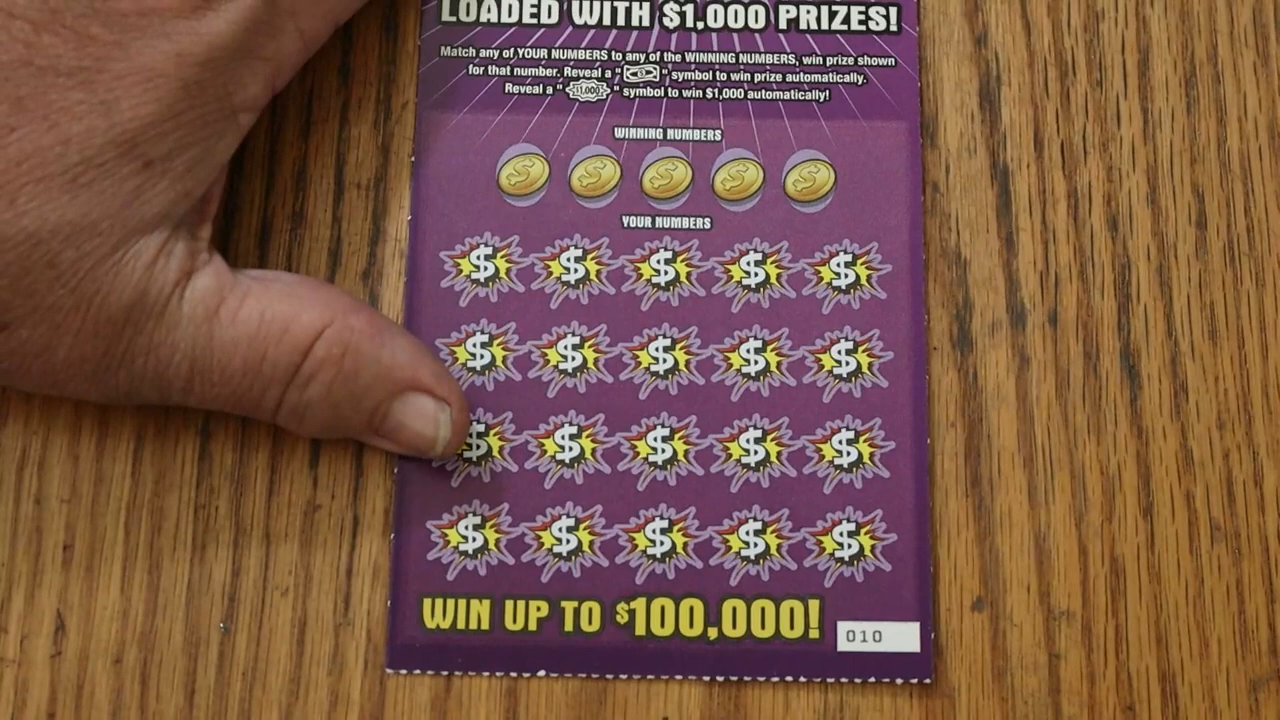 LOADED WITH $1,000 PRIZES!
Match any of YOUR NUMBERS to any of the WINNING NUMBERS, win prize shown
for that number. Reveal a " " symbol to win prize automatically.
Reveal a " $1,000 " symbol to win $1,000 automatically!
WINNING NUMBERS
$ $ $ $ $
YOUR NUMBERS
$ $ $ $ $
$ $ $ $ $
$ $ $ $ $
$ $ $ $ $
WIN UP TO $100,000!
010